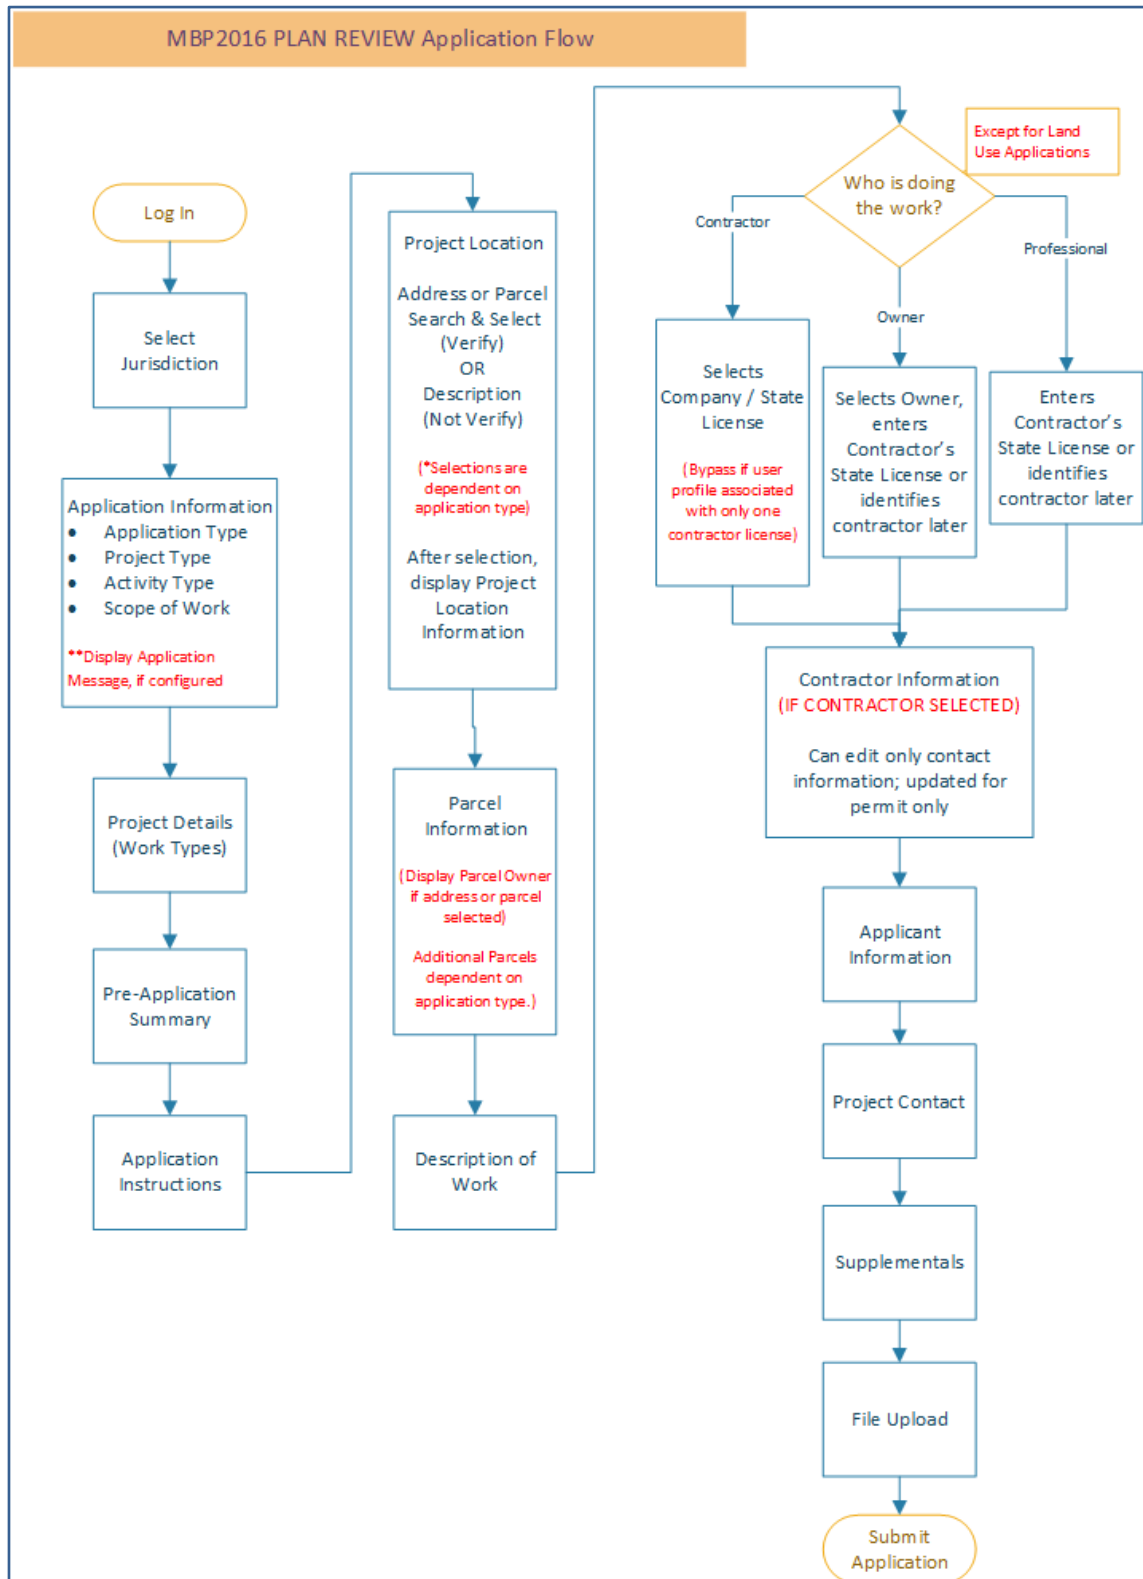 MBP2016 PLAN REVIEW Application Flow
Log In
Select
Jurisdiction
Application Information
● Application Type
● Project Type
● Activity Type
● Scope of Work
**Display Application
Message, if configured
Project Details
(Work Types)
Pre-Application
Summary
Application
Instructions
Project Location
Address or Parcel
Search & Select
(Verify)
OR
Description
(Not Verify)
(*Selections are
dependent on
application type)
After selection,
display Project
Location
Information
Parcel
Information
(Display Parcel Owner
if address or parcel
selected)
Additional Parcels
dependent on
application type.)
Description of
Work
Except for Land
Use Applications
Who is doing
the work?
Contractor
Owner
Professional
Selects
Company / State
License
(Bypass if user
profile associated
with only one
contractor license)
Selects Owner,
enters
Contractor's
State License or
identifies
contractor later
Enters
Contractor's
State License or
identifies
contractor later
Contractor Information
(IF CONTRACTOR SELECTED)
Can edit only contact
information; updated for
permit only
Applicant
Information
Project Contact
Supplementals
File Upload
Submit
Application